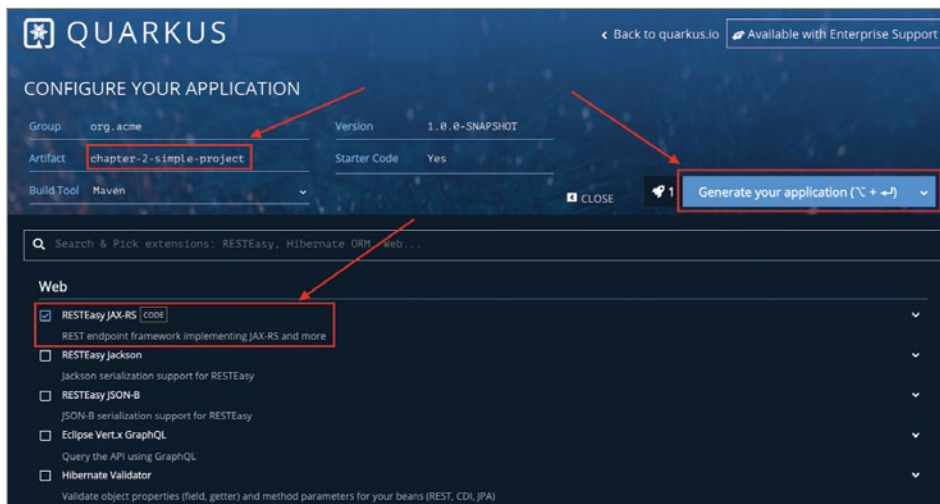 QUARKUS
Back to quarkus.io
Available with Enterprise Support
CONFIGURE YOUR APPLICATION
Group org.acme
Version 1.0.0-SNAPSHOT
Artifact chapter-2-simple-project
Starter Code Yes
Build Tool Maven
CLOSE
1
Generate your application (⌥ + ↵)
Search & Pick extensions: RESTEasy, Hibernate ORM, Web...
Web
RESTEasy JAX-RS CODE
REST endpoint framework implementing JAX-RS and more
RESTEasy Jackson
Jackson serialization support for RESTEasy
RESTEasy JSON-B
JSON-B serialization support for RESTEasy
Eclipse Vert.x GraphQL
Query the API using GraphQL
Hibernate Validator
Validate object properties (field, getter) and method parameters for your beans (REST, CDI, JPA)